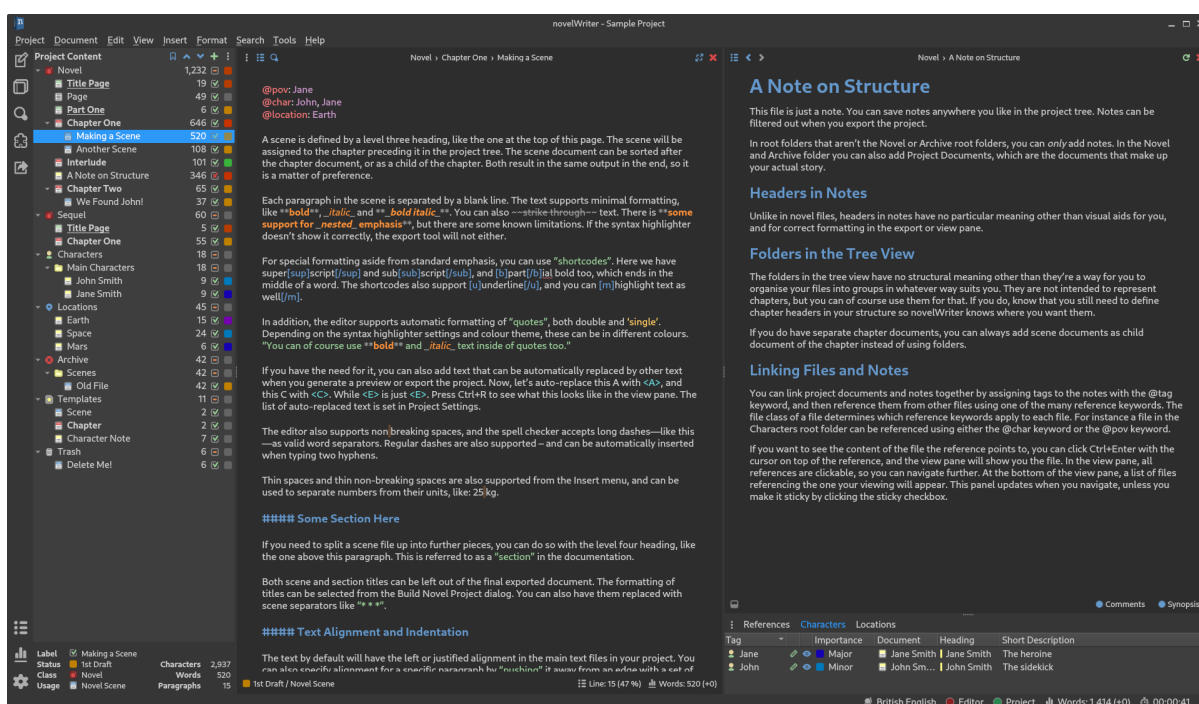 novelWriter - Sample Project
Project Document Edit View Insert Format Search Tools Help
Project Content
Novel 1,232
Title Page 19
Page 49
Part One 6
Chapter One 646
Making a Scene 520
Another Scene 108
Interlude 101
A Note on Structure 346
Chapter Two 65
We Found John! 37
Sequel 60
Title Page 5
Chapter One 55
Characters 18
Main Characters 18
John Smith 9
Jane Smith 9
Locations 45
Earth 15
Space 24
Mars 6
Archive 42
Scenes 42
Old File 42
Templates 11
Scene 2
Chapter 2
Character Note 7
Trash 6
Delete Me! 6
Label Making a Scene
Status 1st Draft Characters 2,937
Class Novel Words 520
Usage Novel Scene Paragraphs 15
Novel › Chapter One › Making a Scene
@pov: Jane
@char: John, Jane
@location: Earth
A scene is defined by a level three heading, like the one at the top of this page. The scene will be
assigned to the chapter preceding it in the project tree. The scene document can be sorted after
the chapter document, or as a child of the chapter. Both result in the same output in the end, so it
is a matter of preference.
Each paragraph in the scene is separated by a blank line. The text supports minimal formatting,
like **bold**, _italic_ and **_bold italic_**. You can also ~~strike through~~ text. There is **some
support for _nested_ emphasis**, but there are some known limitations. If the syntax highlighter
doesn't show it correctly, the export tool will not either.
For special formatting aside from standard emphasis, you can use "shortcodes". Here we have
super[sup]script[/sup] and sub[sub]script[/sub], and [b]part[/b]ial bold too, which ends in the
middle of a word. The shortcodes also support [u]underline[/u], and you can [m]highlight text as
well[/m].
In addition, the editor supports automatic formatting of "quotes", both double and 'single'.
Depending on the syntax highlighter settings and colour theme, these can be in different colours.
"You can of course use **bold** and _italic_ text inside of quotes too."
If you have the need for it, you can also add text that can be automatically replaced by other text
when you generate a preview or export the project. Now, let's auto-replace this A with <A>, and
this C with <C>. While <E> is just <E>. Press Ctrl+R to see what this looks like in the view pane. The
list of auto-replaced text is set in Project Settings.
The editor also supports non breaking spaces, and the spell checker accepts long dashes—like this
—as valid word separators. Regular dashes are also supported – and can be automatically inserted
when typing two hyphens.
Thin spaces and thin non-breaking spaces are also supported from the Insert menu, and can be
used to separate numbers from their units, like: 25 kg.
#### Some Section Here
If you need to split a scene file up into further pieces, you can do so with the level four heading, like
the one above this paragraph. This is referred to as a "section" in the documentation.
Both scene and section titles can be left out of the final exported document. The formatting of
titles can be selected from the Build Novel Project dialog. You can also have them replaced with
scene separators like "* * *".
#### Text Alignment and Indentation
The text by default will have the left or justified alignment in the main text files in your project. You
can also specify alignment for a specific paragraph by "pushing" it away from an edge with a set of
1st Draft / Novel Scene Line: 15 (47 %) Words: 520 (+0)
Novel › A Note on Structure
A Note on Structure
This file is just a note. You can save notes anywhere you like in the project tree. Notes can be
filtered out when you export the project.
In root folders that aren't the Novel or Archive root folders, you can only add notes. In the Novel
and Archive folder you can also add Project Documents, which are the documents that make up
your actual story.
Headers in Notes
Unlike in novel files, headers in notes have no particular meaning other than visual aids for you,
and for correct formatting in the export or view pane.
Folders in the Tree View
The folders in the tree view have no structural meaning other than they're a way for you to
organise your files into groups in whatever way suits you. They are not intended to represent
chapters, but you can of course use them for that. If you do, know that you still need to define
chapter headers in your structure so novelWriter knows where you want them.
If you do have separate chapter documents, you can always add scene documents as child
document of the chapter instead of using folders.
Linking Files and Notes
You can link project documents and notes together by assigning tags to the notes with the @tag
keyword, and then reference them from other files using one of the many reference keywords. The
file class of a file determines which reference keywords apply to each file. For instance a file in the
Characters root folder can be referenced using either the @char keyword or the @pov keyword.
If you want to see the content of the file the reference points to, you can click Ctrl+Enter with the
cursor on top of the reference, and the view pane will show you the file. In the view pane, all
references are clickable, so you can navigate further. At the bottom of the view pane, a list of files
referencing the one your viewing will appear. This panel updates when you navigate, unless you
make it sticky by clicking the sticky checkbox.
Comments Synopsis
References Characters Locations
Tag Importance Document Heading Short Description
Jane Major Jane Smith Jane Smith The heroine
John Minor John Sm... John Smith The sidekick
British English Editor Project Words: 1,414 (+0) 00:00:41